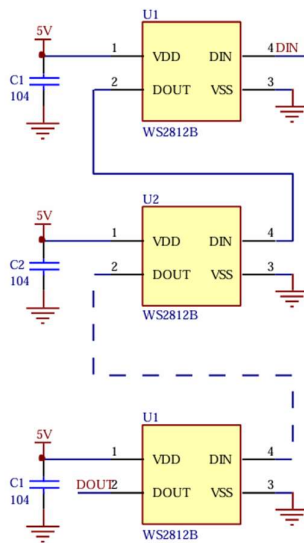 U1
5V
1 VDD DIN 4 DIN
C1
104
2 DOUT VSS 3
WS2812B
U2
5V
1 VDD DIN 4
C2
104
2 DOUT VSS 3
WS2812B
U1
5V
1 VDD DIN 4
C1
104
DOUT 2 DOUT VSS 3
WS2812B